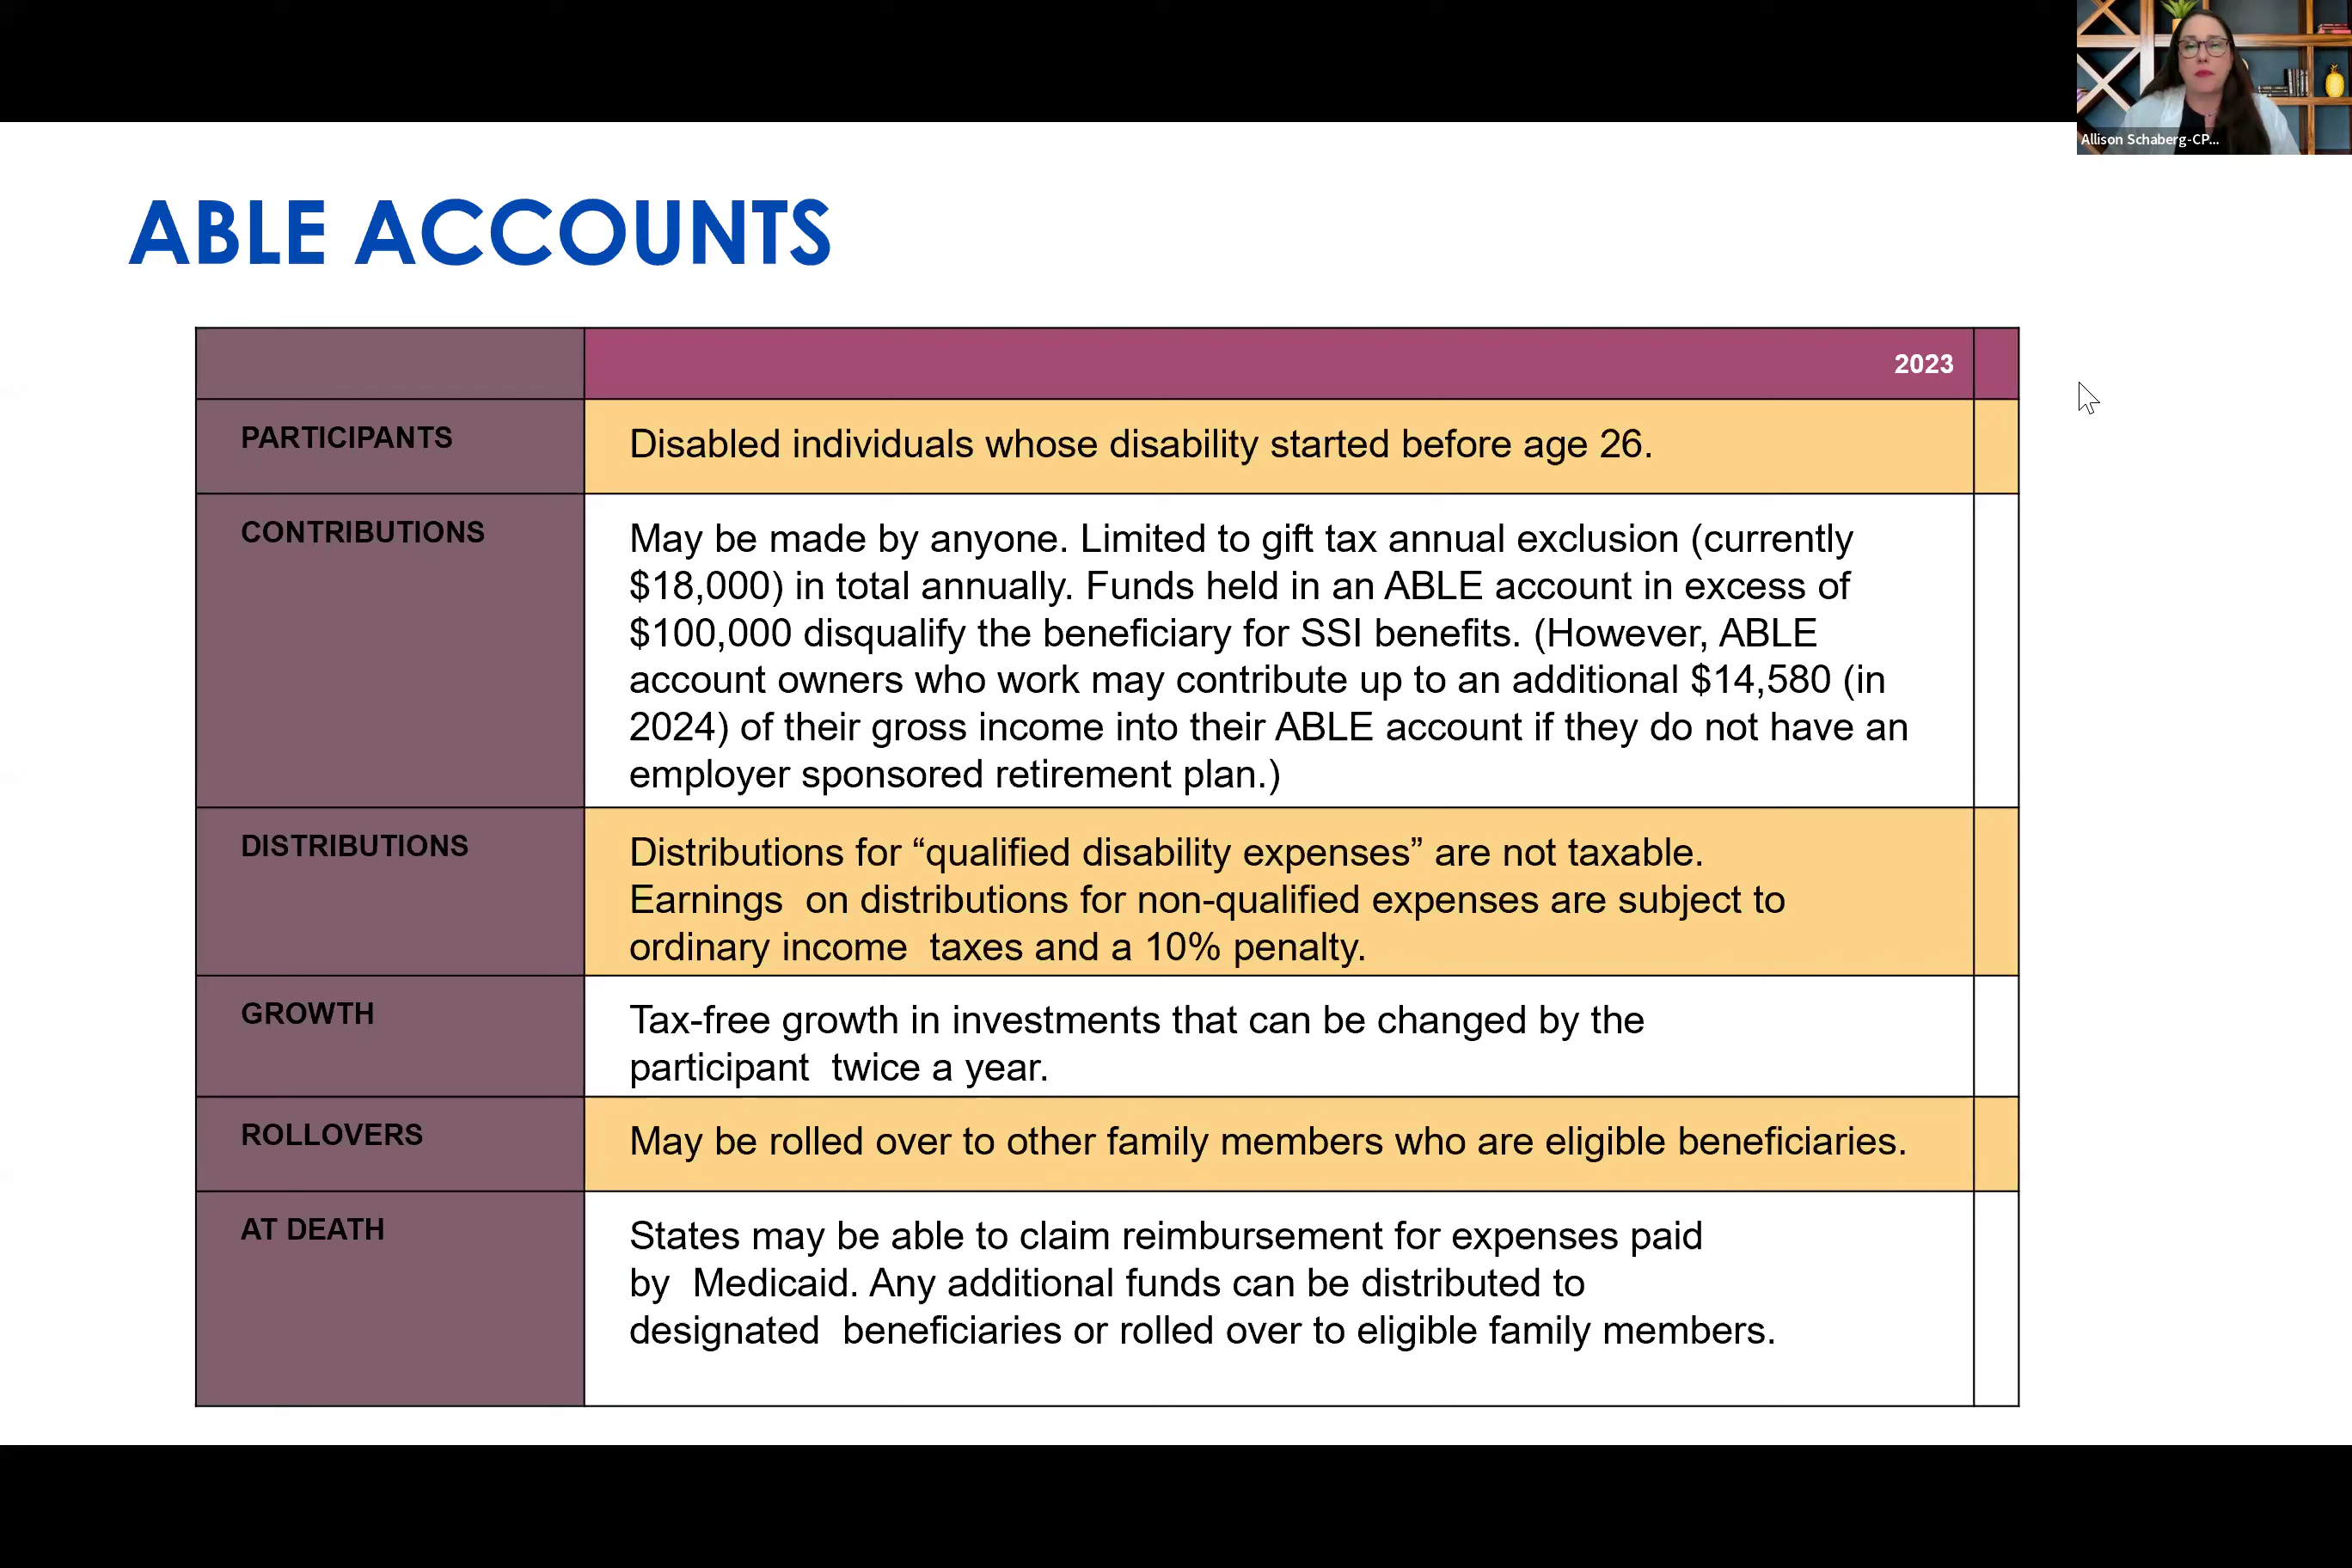 Allison Schaberg-CP...
ABLE ACCOUNTS
2023
PARTICIPANTS
Disabled individuals whose disability started before age 26.
CONTRIBUTIONS
May be made by anyone. Limited to gift tax annual exclusion (currently
$18,000) in total annually. Funds held in an ABLE account in excess of
$100,000 disqualify the beneficiary for SSI benefits. (However, ABLE
account owners who work may contribute up to an additional $14,580 (in
2024) of their gross income into their ABLE account if they do not have an
employer sponsored retirement plan.)
DISTRIBUTIONS
Distributions for “qualified disability expenses” are not taxable.
Earnings on distributions for non-qualified expenses are subject to
ordinary income taxes and a 10% penalty.
GROWTH
Tax-free growth in investments that can be changed by the
participant twice a year.
ROLLOVERS
May be rolled over to other family members who are eligible beneficiaries.
AT DEATH
States may be able to claim reimbursement for expenses paid
by Medicaid. Any additional funds can be distributed to
designated beneficiaries or rolled over to eligible family members.